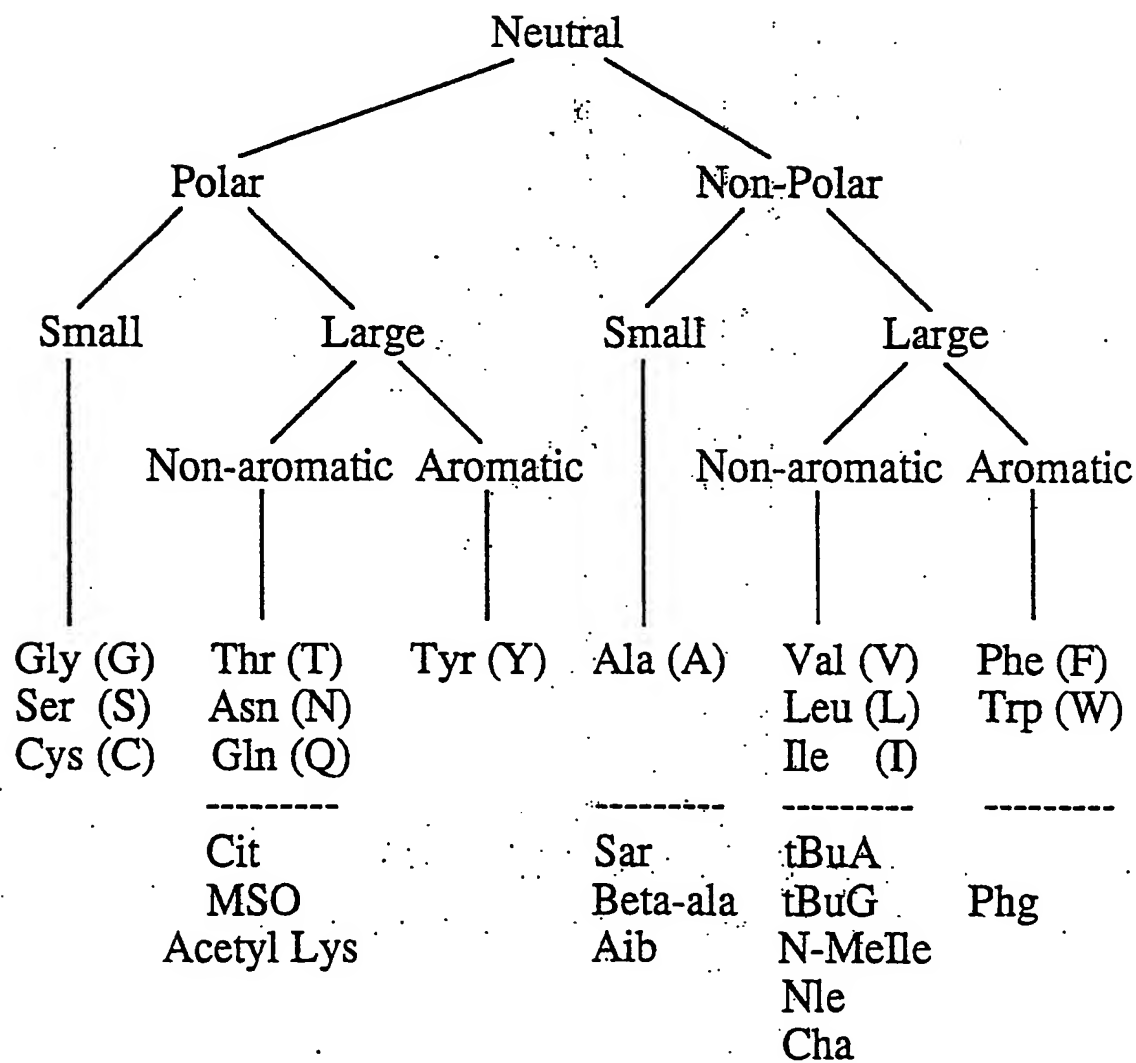 Neutral
Polar Non-Polar
Small Large Small Large
Non-aromatic Aromatic Non-aromatic Aromatic
Gly (G) Thr (T) Tyr (Y) Ala (A) Val (V) Phe (F)
Ser (S) Asn (N) Leu (L) Trp (W)
Cys (C) Gln (Q) Ile (I)
Cit Sar tBuA
MSO Beta-ala tBuG Phg
Acetyl Lys Aib N-MeIle
Nle
Cha